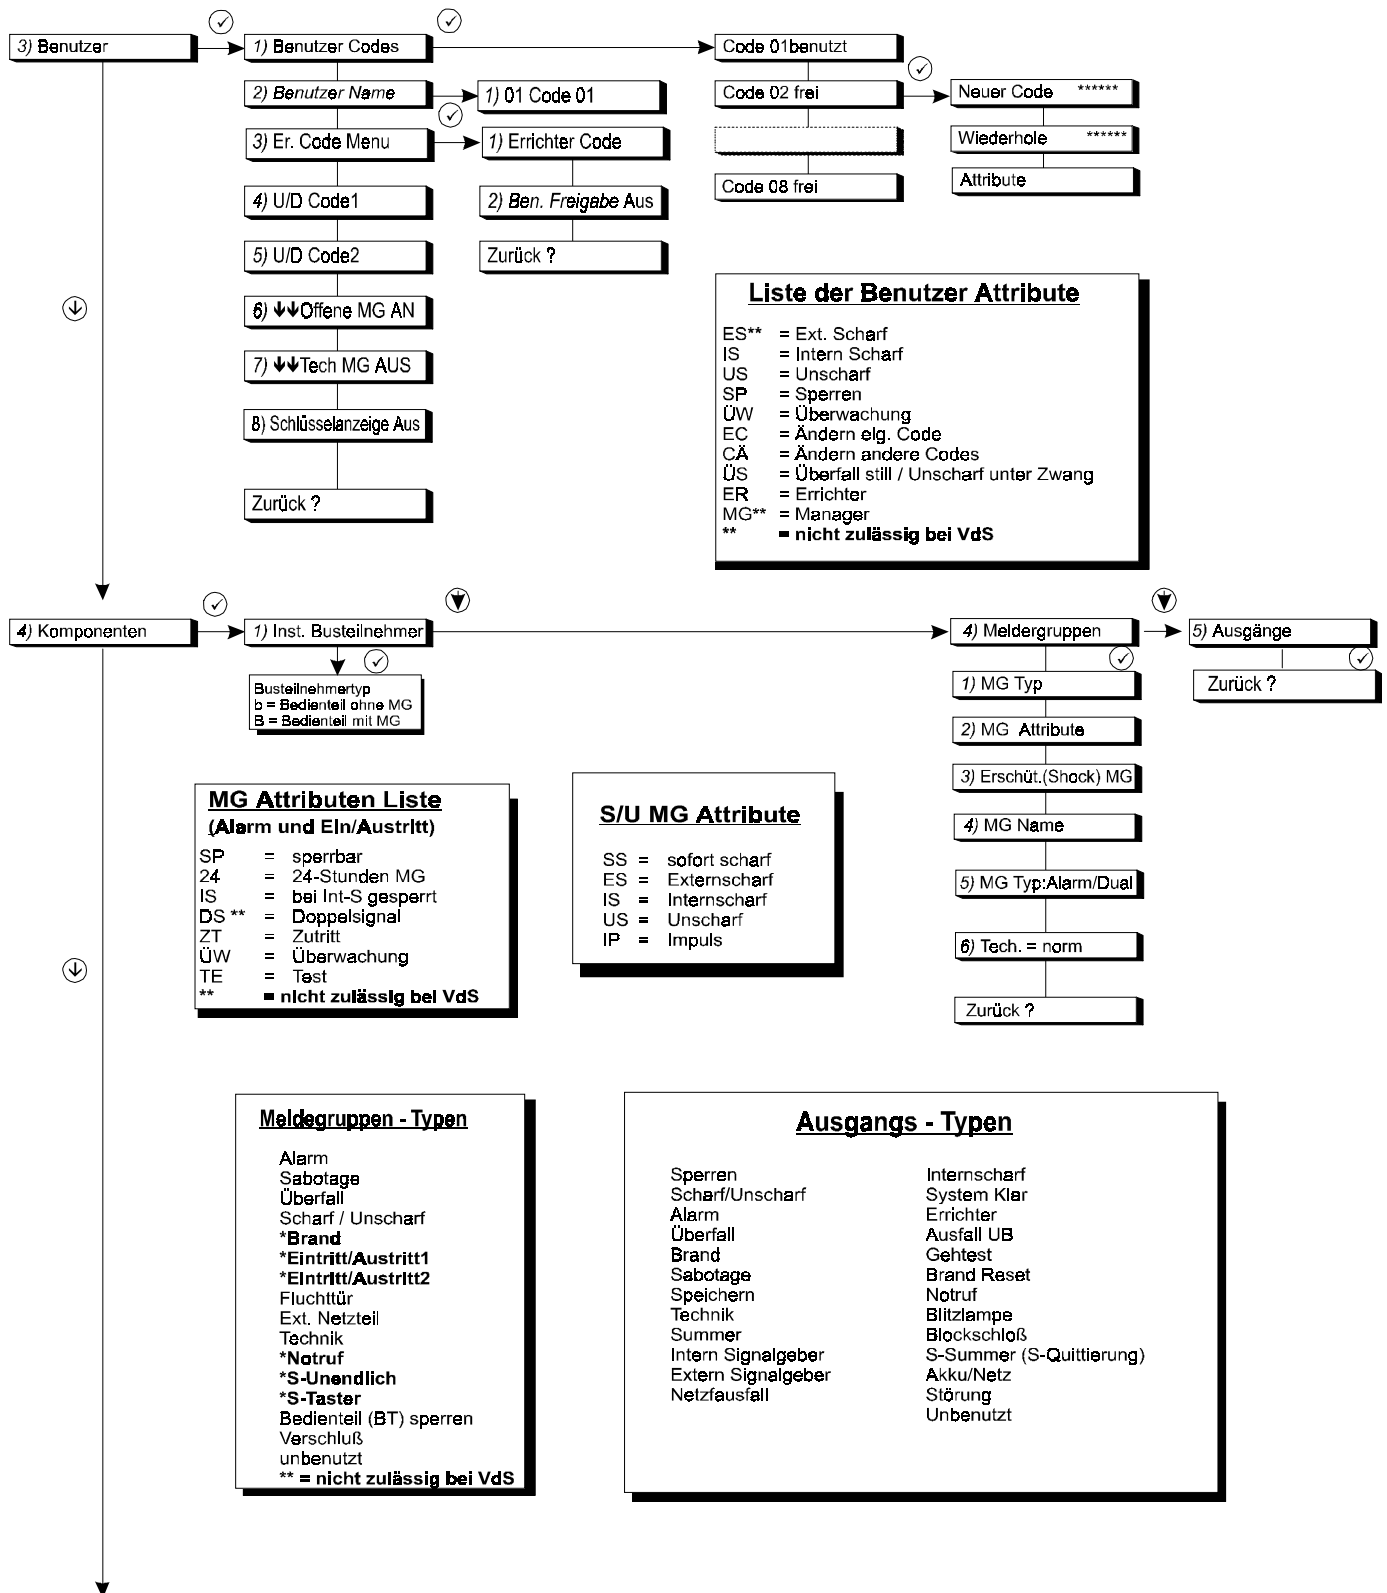 3) Benutzer
1) Benutzer Codes
2) Benutzer Name
3) Er. Code Menu
4) U/D Code1
5) U/D Code2
6) ↓↓Offene MG AN
7) ↓↓Tech MG AUS
8) Schlüsselanzeige Aus
Zurück ?
1) 01 Code 01
1) Errichter Code
2) Ben. Freigabe Aus
Zurück ?
Code 01benutzt
Code 02 frei
Code 08 frei
Neuer Code ******
Wiederhole ******
Attribute
Liste der Benutzer Attribute
ES** = Ext. Scharf
IS = Intern Scharf
US = Unscharf
SP = Sperren
ÜW = Überwachung
EC = Ändern eig. Code
CÄ = Ändern andere Codes
ÜS = Überfall still / Unscharf unter Zwang
ER = Errichter
MG** = Manager
** = nicht zulässig bei VdS
4) Komponenten
1) Inst. Busteilnehmer
Busteilnehmertyp
b = Bedienteil ohne MG
B = Bedienteil mit MG
4) Meldergruppen
1) MG Typ
2) MG Attribute
3) Erschüt.(Shock) MG
4) MG Name
5) MG Typ:Alarm/Dual
6) Tech. = norm
Zurück ?
5) Ausgänge
Zurück ?
MG Attributen Liste
(Alarm und Ein/Austritt)
SP = sperrbar
24 = 24-Stunden MG
IS = bei Int-S gesperrt
DS ** = Doppelsignal
ZT = Zutritt
ÜW = Überwachung
TE = Test
** = nicht zulässig bei VdS
S/U MG Attribute
SS = sofort scharf
ES = Externscharf
IS = Internscharf
US = Unscharf
IP = Impuls
Meldegruppen - Typen
Alarm
Sabotage
Überfall
Scharf / Unscharf
*Brand
*Eintritt/Austritt1
*Eintritt/Austritt2
Fluchttür
Ext. Netzteil
Technik
*Notruf
*S-Unendlich
*S-Taster
Bedienteil (BT) sperren
Verschluß
unbenutzt
** = nicht zulässig bei VdS
Ausgangs - Typen
Sperren
Scharf/Unscharf
Alarm
Überfall
Brand
Sabotage
Speichern
Technik
Summer
Intern Signalgeber
Extern Signalgeber
Netzfausfall
Internscharf
System Klar
Errichter
Ausfall UB
Gehtest
Brand Reset
Notruf
Blitzlampe
Blockschloß
S-Summer (S-Quittierung)
Akku/Netz
Störung
Unbenutzt